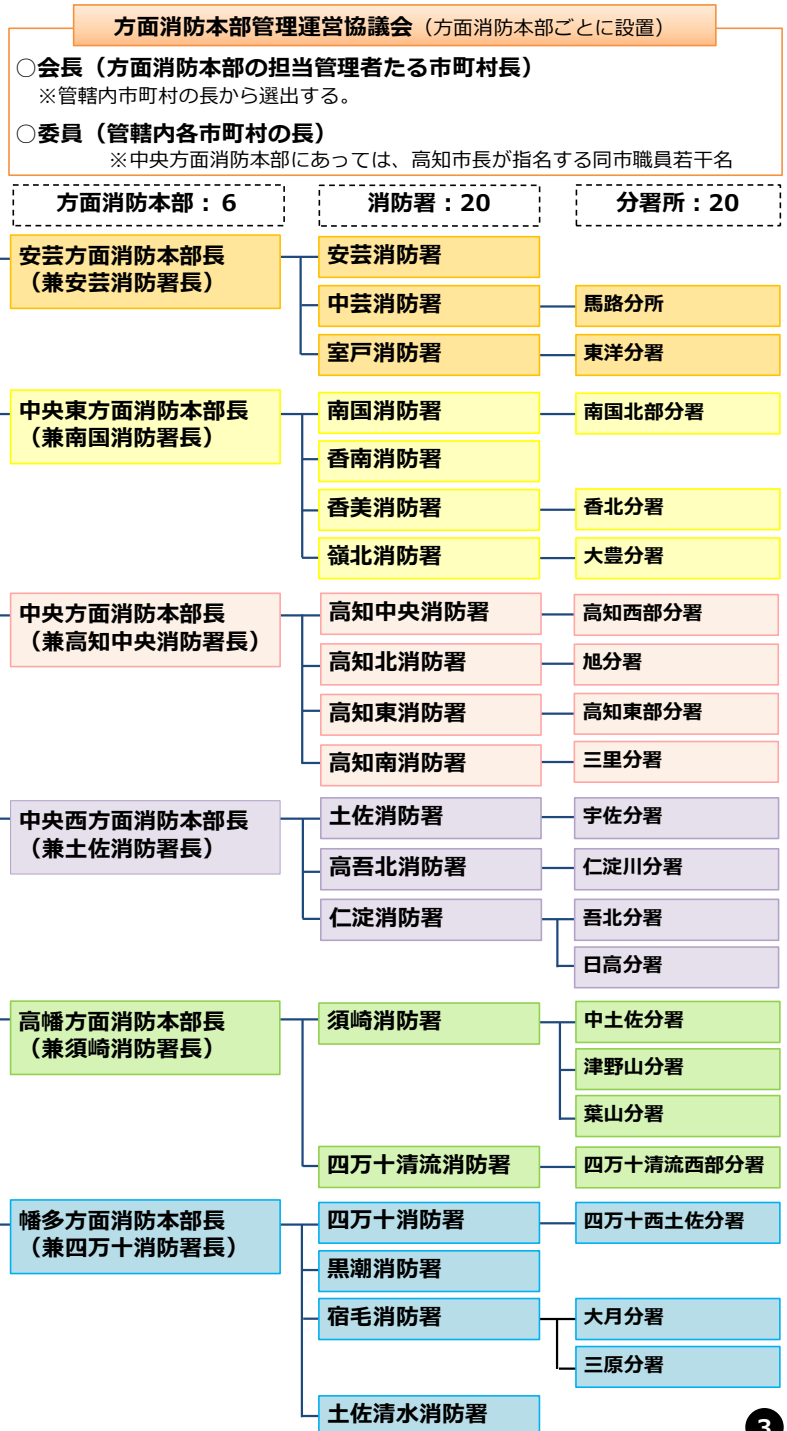 方面消防本部管理運営協議会（方面消防本部ごとに設置）
○会長（方面消防本部の担当管理者たる市町村長）
※管轄内市町村の長から選出する。
○委員（管轄内各市町村の長）
※中央方面消防本部にあっては、高知市長が指名する同市職員若干名
方面消防本部：６ 消防署：20 分署所：20
安芸方面消防本部長
（兼安芸消防署長）
安芸消防署
中芸消防署 馬路分所
室戸消防署 東洋分署
中央東方面消防本部長
（兼南国消防署長）
南国消防署 南国北部分署
香南消防署
香美消防署 香北分署
嶺北消防署 大豊分署
中央方面消防本部長
（兼高知中央消防署長）
高知中央消防署 高知西部分署
高知北消防署 旭分署
高知東消防署 高知東部分署
高知南消防署 三里分署
中央西方面消防本部長
（兼土佐消防署長）
土佐消防署 宇佐分署
高吾北消防署 仁淀川分署
仁淀消防署 吾北分署
日高分署
高幡方面消防本部長
（兼須崎消防署長）
須崎消防署 中土佐分署
津野山分署
葉山分署
四万十清流消防署 四万十清流西部分署
幡多方面消防本部長
（兼四万十消防署長）
四万十消防署 四万十西土佐分署
黒潮消防署
宿毛消防署 大月分署
三原分署
土佐清水消防署
3